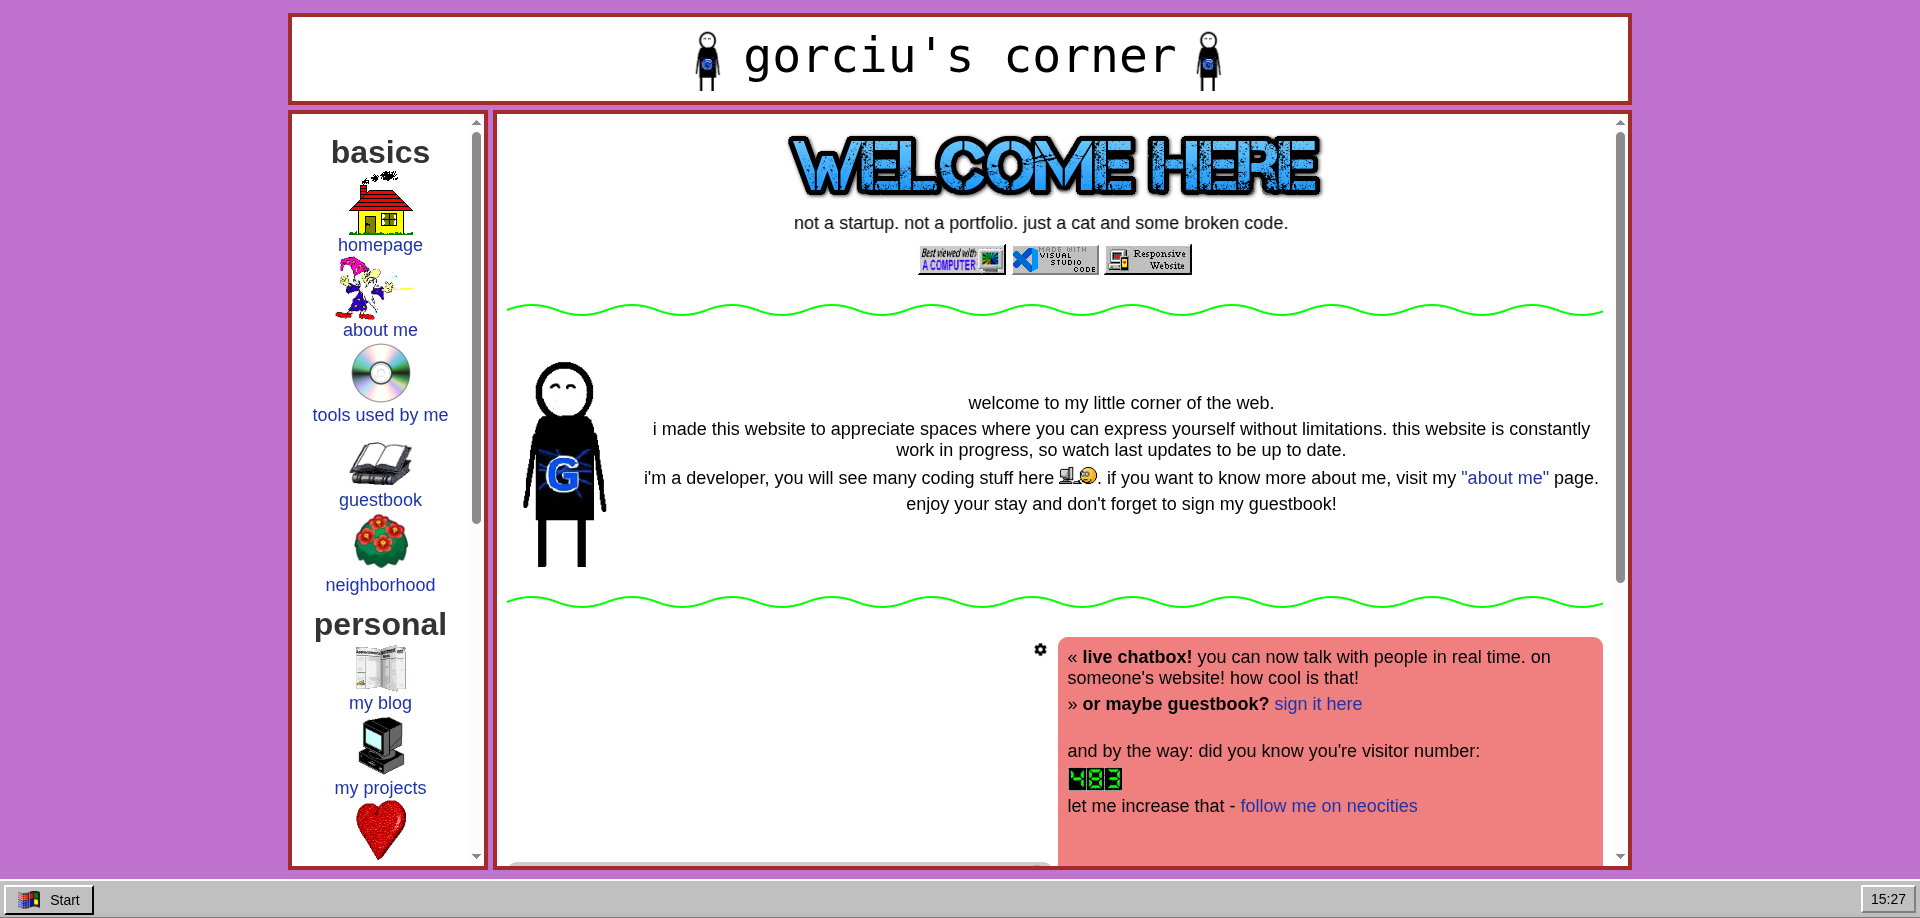 gorciu's corner
basics
homepage
about me
tools used by me
guestbook
neighborhood
personal
my blog
my projects
WELCOME HERE
not a startup. not a portfolio. just a cat and some broken code.
Best viewed with
A COMPUTER
MADE WITH
VISUAL
STUDIO
CODE
Responsive
Website
G
welcome to my little corner of the web.
i made this website to appreciate spaces where you can express yourself without limitations. this website is constantly
work in progress, so watch last updates to be up to date.
i'm a developer, you will see many coding stuff here . if you want to know more about me, visit my "about me" page.
enjoy your stay and don't forget to sign my guestbook!
« live chatbox! you can now talk with people in real time. on
someone's website! how cool is that!
» or maybe guestbook? sign it here
and by the way: did you know you're visitor number:
483
let me increase that - follow me on neocities
Start
15:27